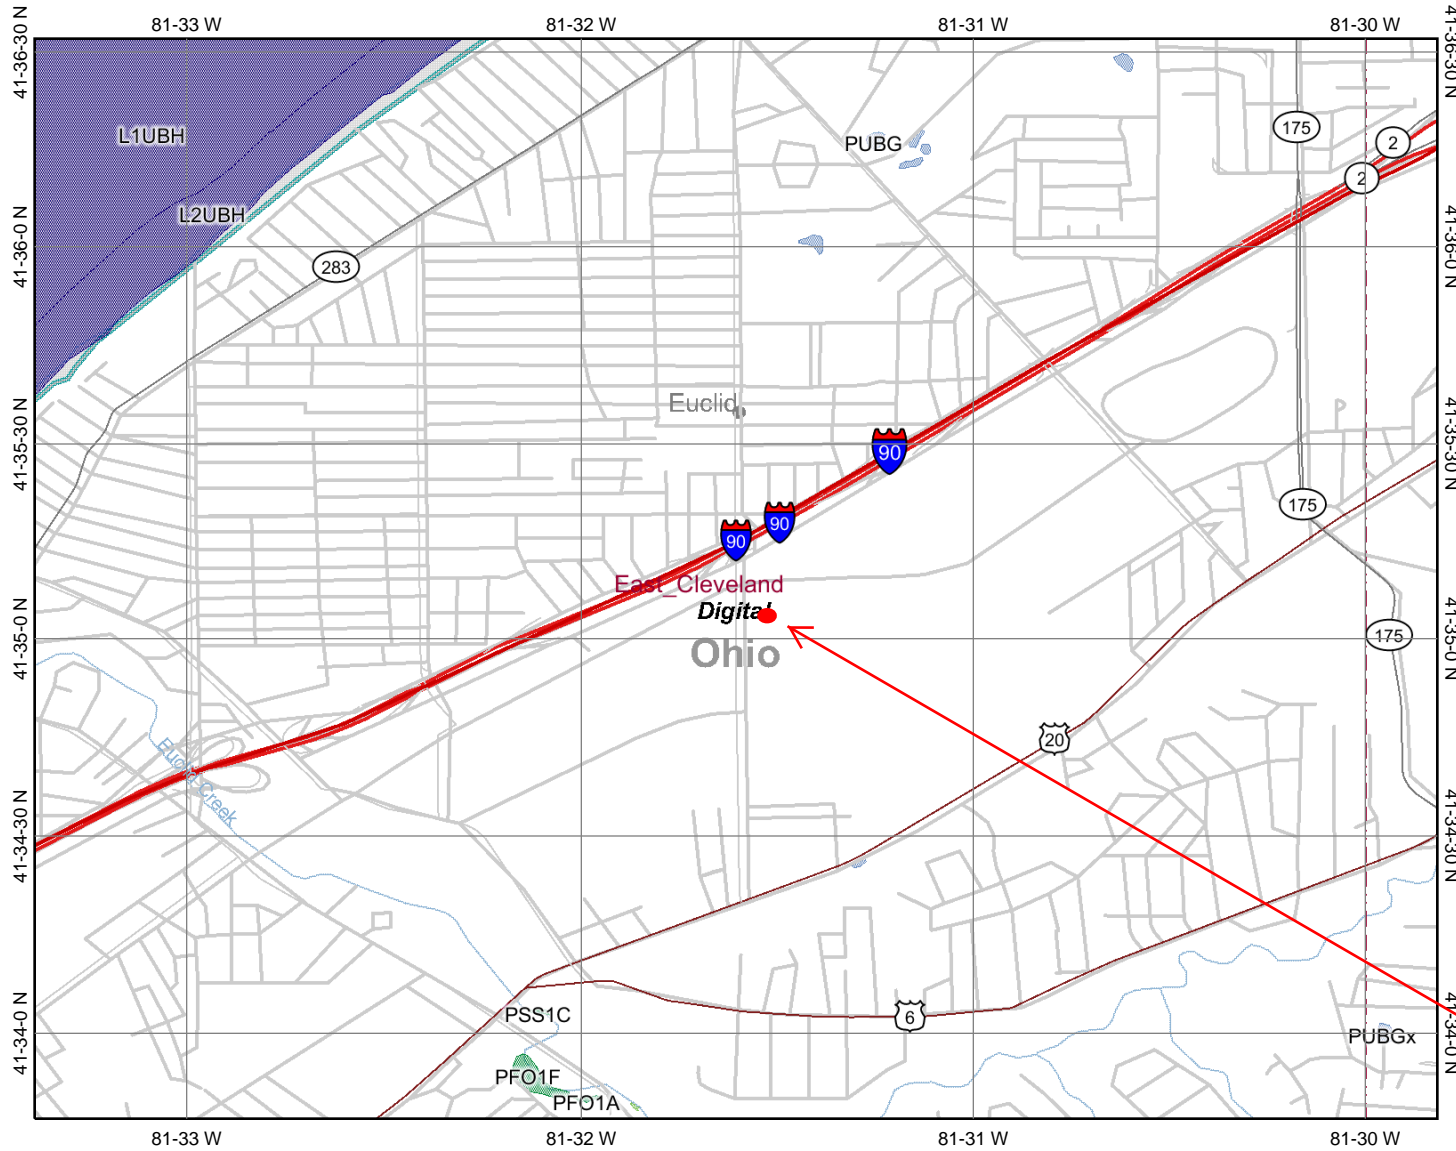 81-33 W 81-32 W 81-31 W 81-30 W
41-36-30 N 41-36-30 N
L1UBH PUBG 175 2
2
L2UBH
41-36-0 N 283 41-36-0 N
Euclid
41-35-30 N 90 41-35-30 N
175
90
90
East_Cleveland
Digital
41-35-0 N Ohio 175 41-35-0 N
20
Euclid Creek
41-34-30 N 41-34-30 N
PSS1C 6
41-34-0 N PUBGx 41-34-0 N
PFO1F
PFO1A
81-33 W 81-32 W 81-31 W 81-30 W